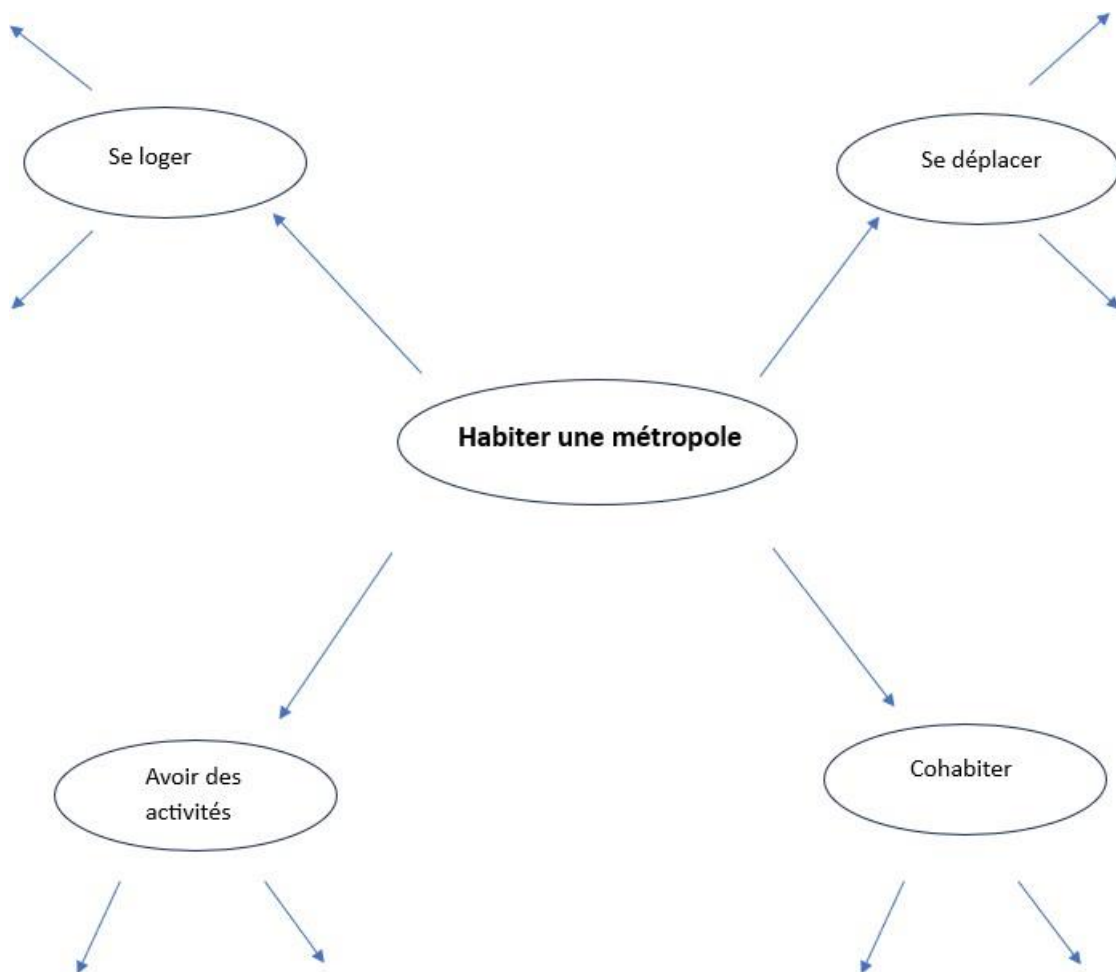 Se loger
Se déplacer
Habiter une métropole
Avoir des
activités
Cohabiter